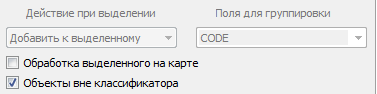 Действие при выделении Поля для группировки
Добавить к выделенному CODE
Обработка выделенного на карте
Объекты вне классификатора